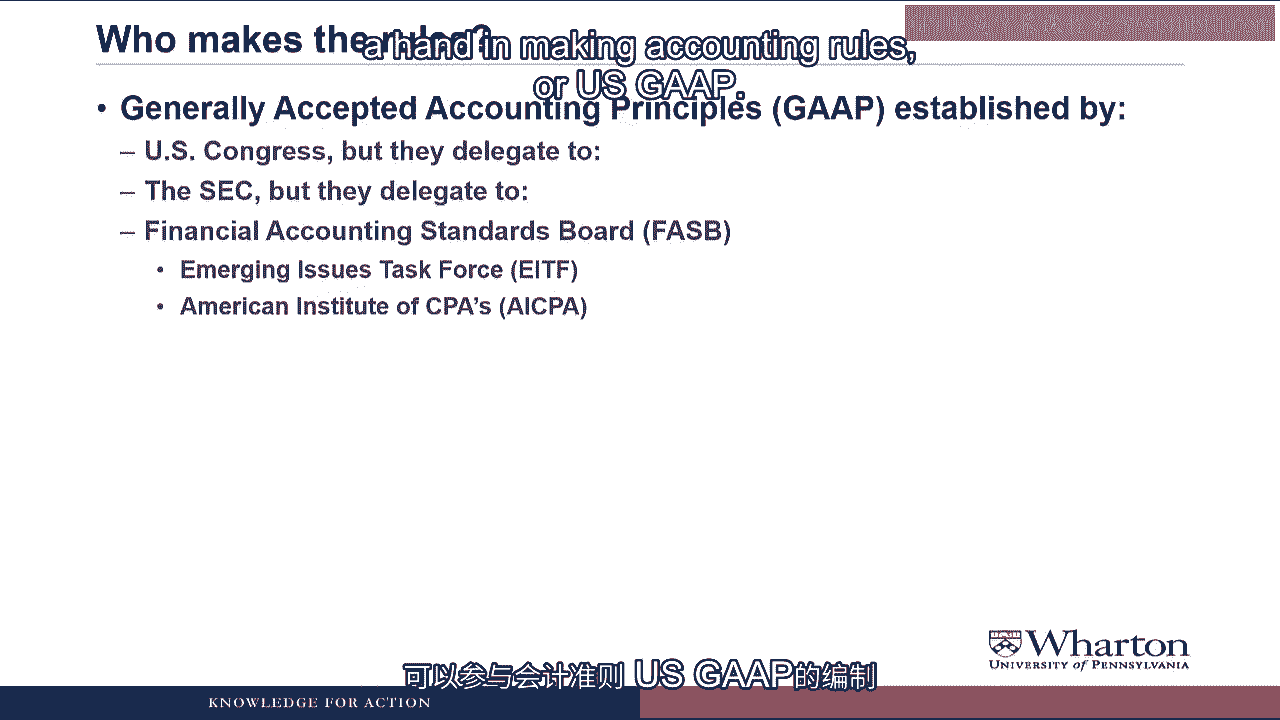 Who makes the rules?
a hand in making accounting rules,
or US GAAP.
• Generally Accepted Accounting Principles (GAAP) established by:
– U.S. Congress, but they delegate to:
– The SEC, but they delegate to:
– Financial Accounting Standards Board (FASB)
• Emerging Issues Task Force (EITF)
• American Institute of CPA's (AICPA)
Wharton
UNIVERSITY of PENNSYLVANIA
可以参与会计准则 US GAAP的编制
KNOWLEDGE FOR ACTION